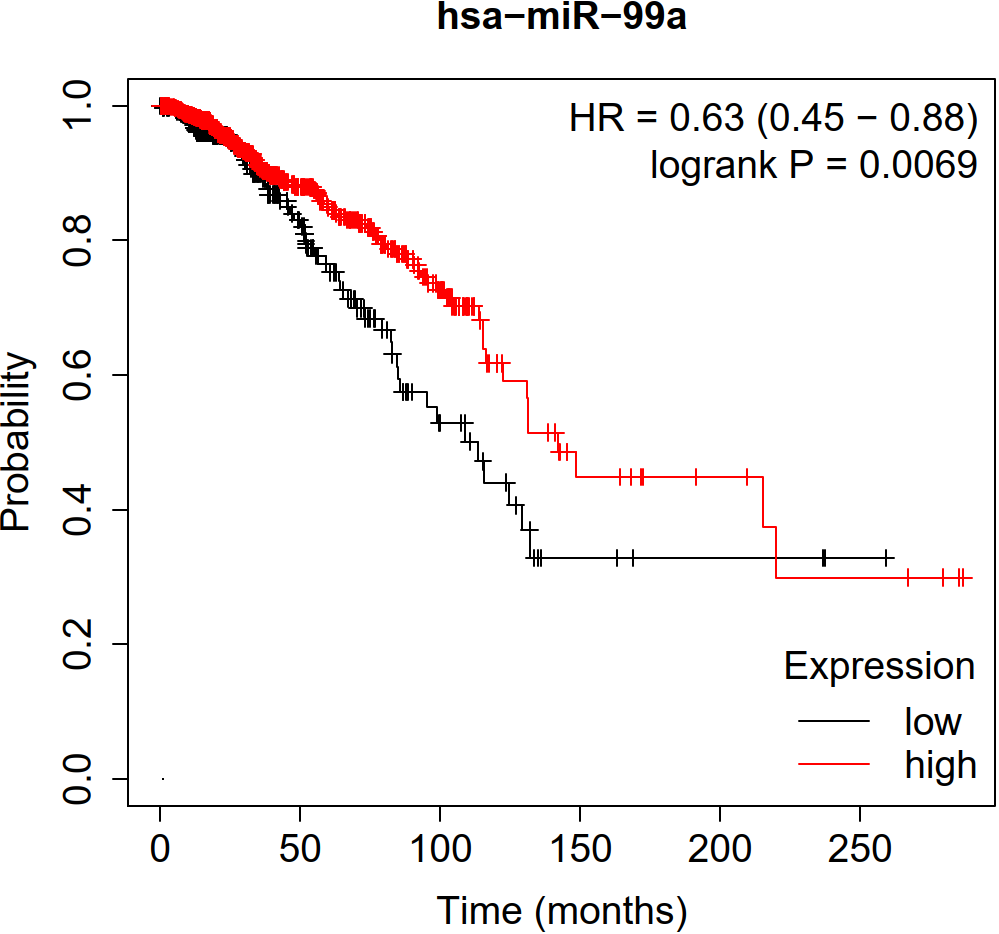 hsa−miR−99a
HR = 0.63 (0.45 − 0.88)
logrank P = 0.0069
Probability
1.0
0.8
0.6
0.4
0.2
0.0
Expression
low
high
0 50 100 150 200 250
Time (months)